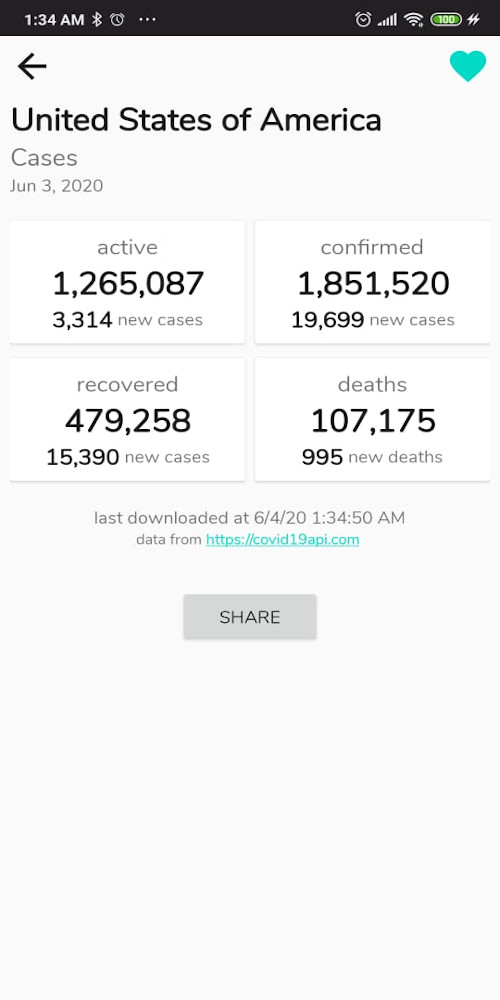 1:34 AM ...
100
United States of America
Cases
Jun 3, 2020
active
1,265,087
3,314 new cases
confirmed
1,851,520
19,699 new cases
recovered
479,258
15,390 new cases
deaths
107,175
995 new deaths
last downloaded at 6/4/20 1:34:50 AM
data from https://covid19api.com
SHARE